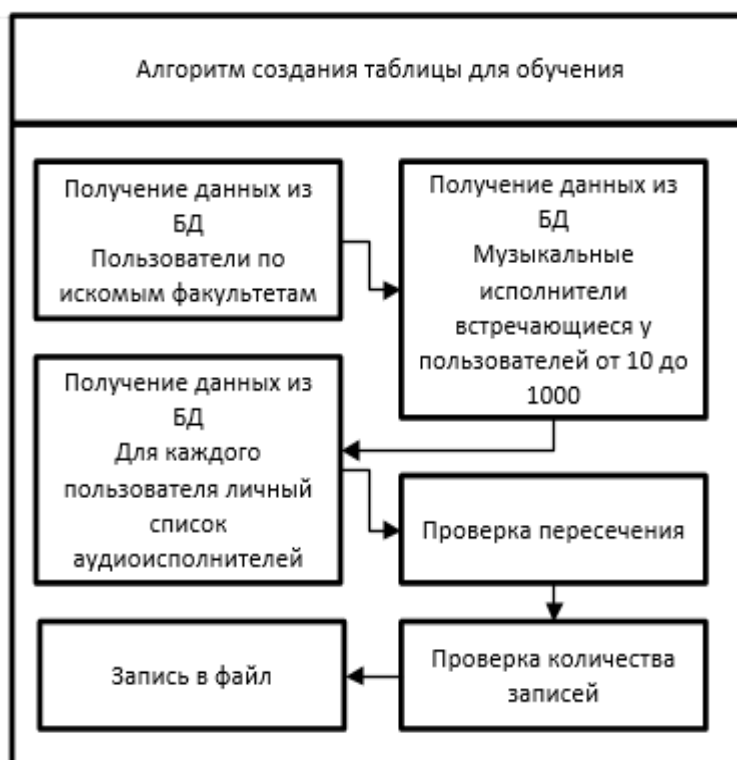 Алгоритм создания таблицы для обучения
Получение данных из
БД
Пользователи по
искомым факультетам
Получение данных из
БД
Музыкальные
исполнители
встречающиеся у
пользователей от 10 до
1000
Получение данных из
БД
Для каждого
пользователя личный
список
аудиоисполнителей
Проверка пересечения
Проверка количества
записей
Запись в файл